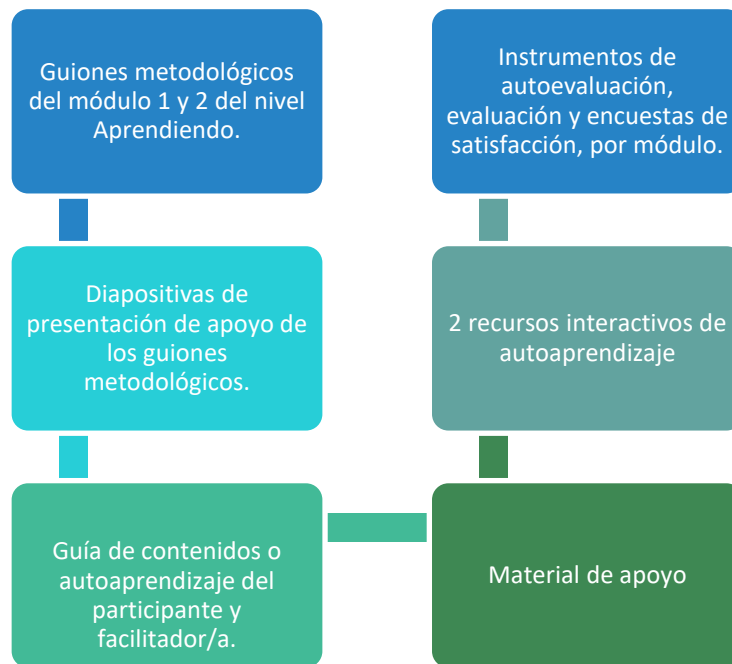 Guiones metodológicos
del módulo 1 y 2 del nivel
Aprendiendo.
Diapositivas de
presentación de apoyo de
los guiones
metodológicos.
Guía de contenidos o
autoaprendizaje del
participante y
facilitador/a.
Material de apoyo
2 recursos interactivos de
autoaprendizaje
Instrumentos de
autoevaluación,
evaluación y encuestas de
satisfacción, por módulo.